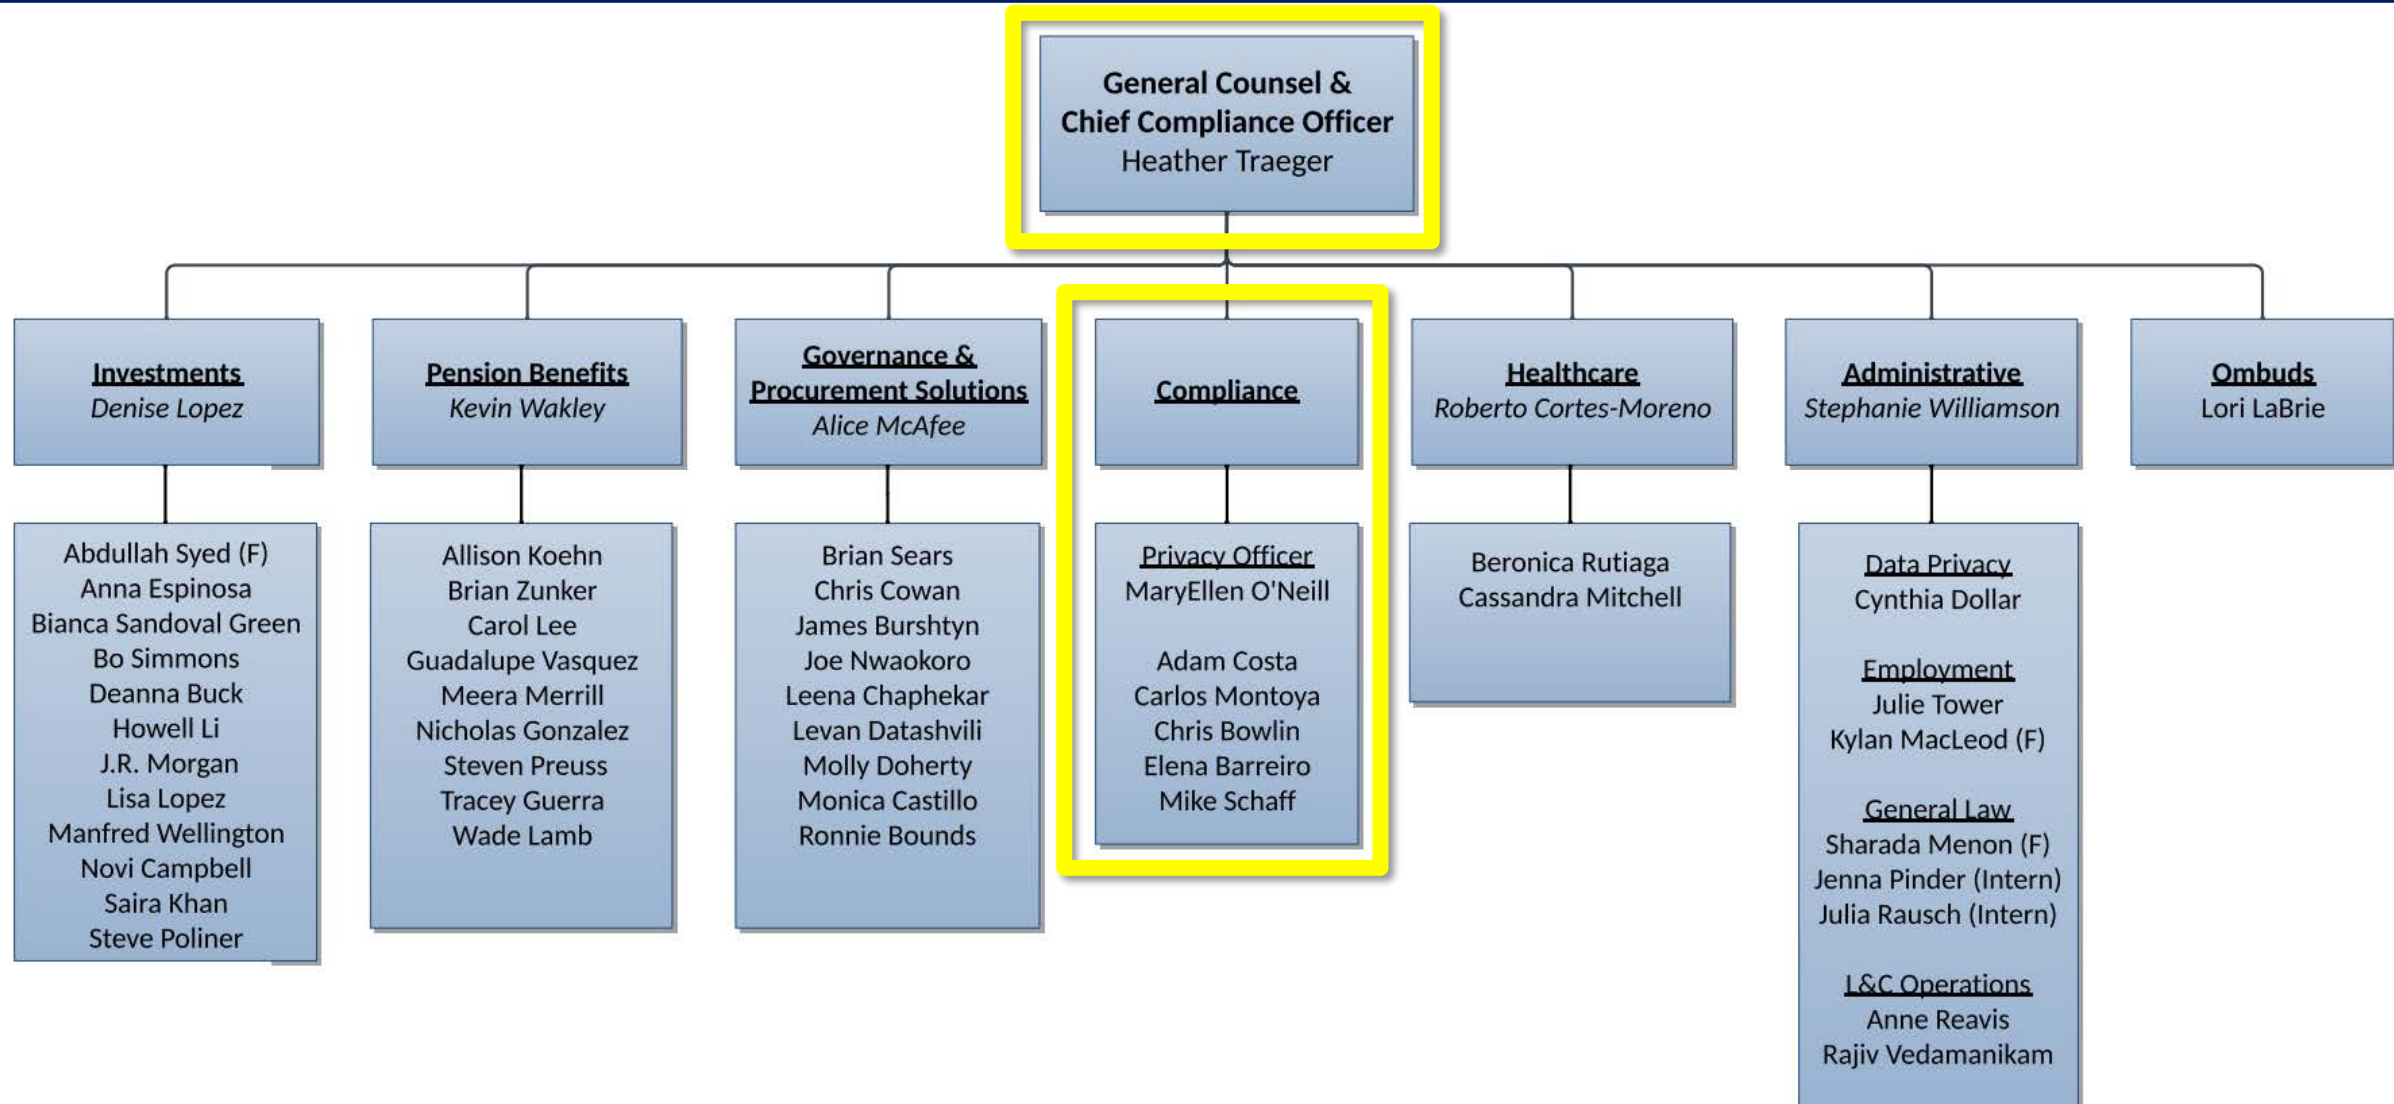 General Counsel &
Chief Compliance Officer
Heather Traeger
Investments
Denise Lopez
Pension Benefits
Kevin Wakley
Governance &
Procurement Solutions
Alice McAfee
Compliance
Healthcare
Roberto Cortes-Moreno
Administrative
Stephanie Williamson
Ombuds
Lori LaBrie
Abdullah Syed (F)
Anna Espinosa
Bianca Sandoval Green
Bo Simmons
Deanna Buck
Howell Li
J.R. Morgan
Lisa Lopez
Manfred Wellington
Novi Campbell
Saira Khan
Steve Poliner
Allison Koehn
Brian Zunker
Carol Lee
Guadalupe Vasquez
Meera Merrill
Nicholas Gonzalez
Steven Preuss
Tracey Guerra
Wade Lamb
Brian Sears
Chris Cowan
James Burshtyn
Joe Nwaokoro
Leena Chaphekar
Levan Datashvili
Molly Doherty
Monica Castillo
Ronnie Bounds
Privacy Officer
MaryEllen O'Neill
Adam Costa
Carlos Montoya
Chris Bowlin
Elena Barreiro
Mike Schaff
Beronica Rutiaga
Cassandra Mitchell
Data Privacy
Cynthia Dollar
Employment
Julie Tower
Kylan MacLeod (F)
General Law
Sharada Menon (F)
Jenna Pinder (Intern)
Julia Rausch (Intern)
L&C Operations
Anne Reavis
Rajiv Vedamanikam